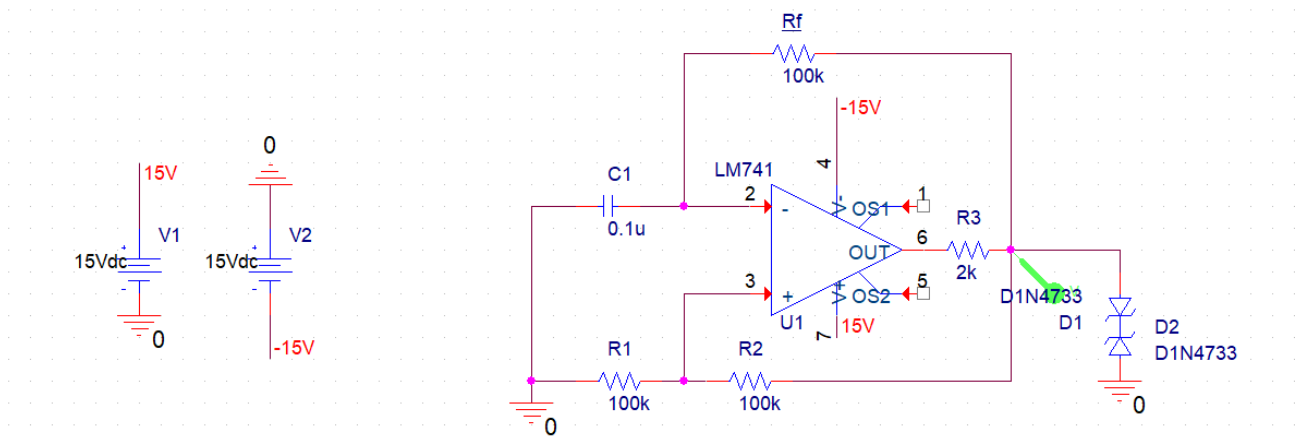 Rf
100k
-15V
0
15V
LM741
4
C1
2
-
V-
OS1
1
0.1u
V1
V2
R3
6
OUT
15Vdc
15Vdc
2k
3
+
V+
OS2
5
D1N4733
D1
U1
7
15V
D2
D1N4733
0
-15V
R1
R2
100k
100k
0
0